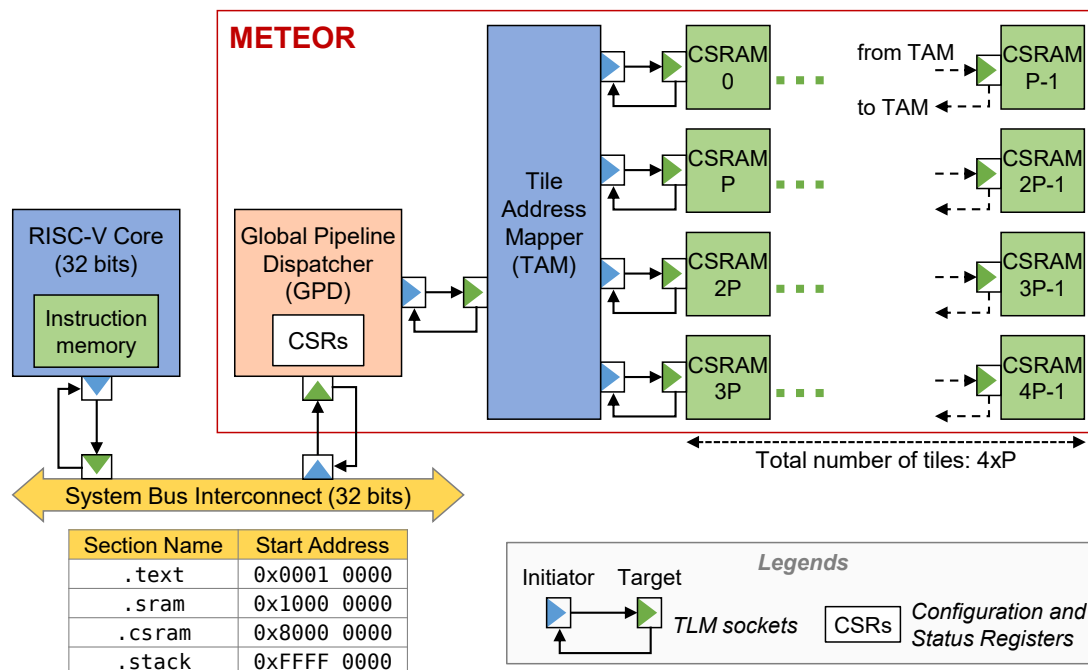 METEOR
CSRAM
0
from TAM
to TAM
CSRAM
P-1
CSRAM
P
CSRAM
2P-1
Tile
Address
Mapper
(TAM)
RISC-V Core
(32 bits)
Instruction
memory
Global Pipeline
Dispatcher
(GPD)
CSRs
CSRAM
2P
CSRAM
3P-1
CSRAM
3P
CSRAM
4P-1
Total number of tiles: 4xP
System Bus Interconnect (32 bits)
Section Name Start Address
.text 0x0001 0000
.sram 0x1000 0000
.csram 0x8000 0000
.stack 0xFFFF 0000
Legends
Initiator Target
TLM sockets
CSRs
Configuration and
Status Registers